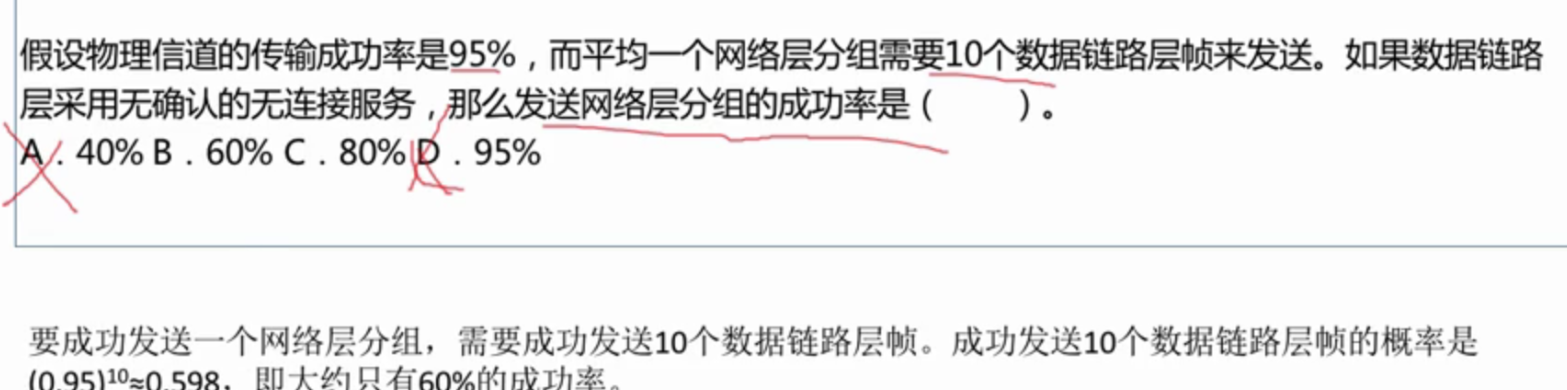 假设物理信道的传输成功率是95%，而平均一个网络层分组需要10个数据链路层帧来发送。如果数据链路
层采用无确认的无连接服务，那么发送网络层分组的成功率是（　　）。
A．40% B．60% C．80% D．95%
要成功发送一个网络层分组，需要成功发送10个数据链路层帧。成功发送10个数据链路层帧的概率是
(0.95)¹⁰≈0.598，即大约只有60%的成功率。